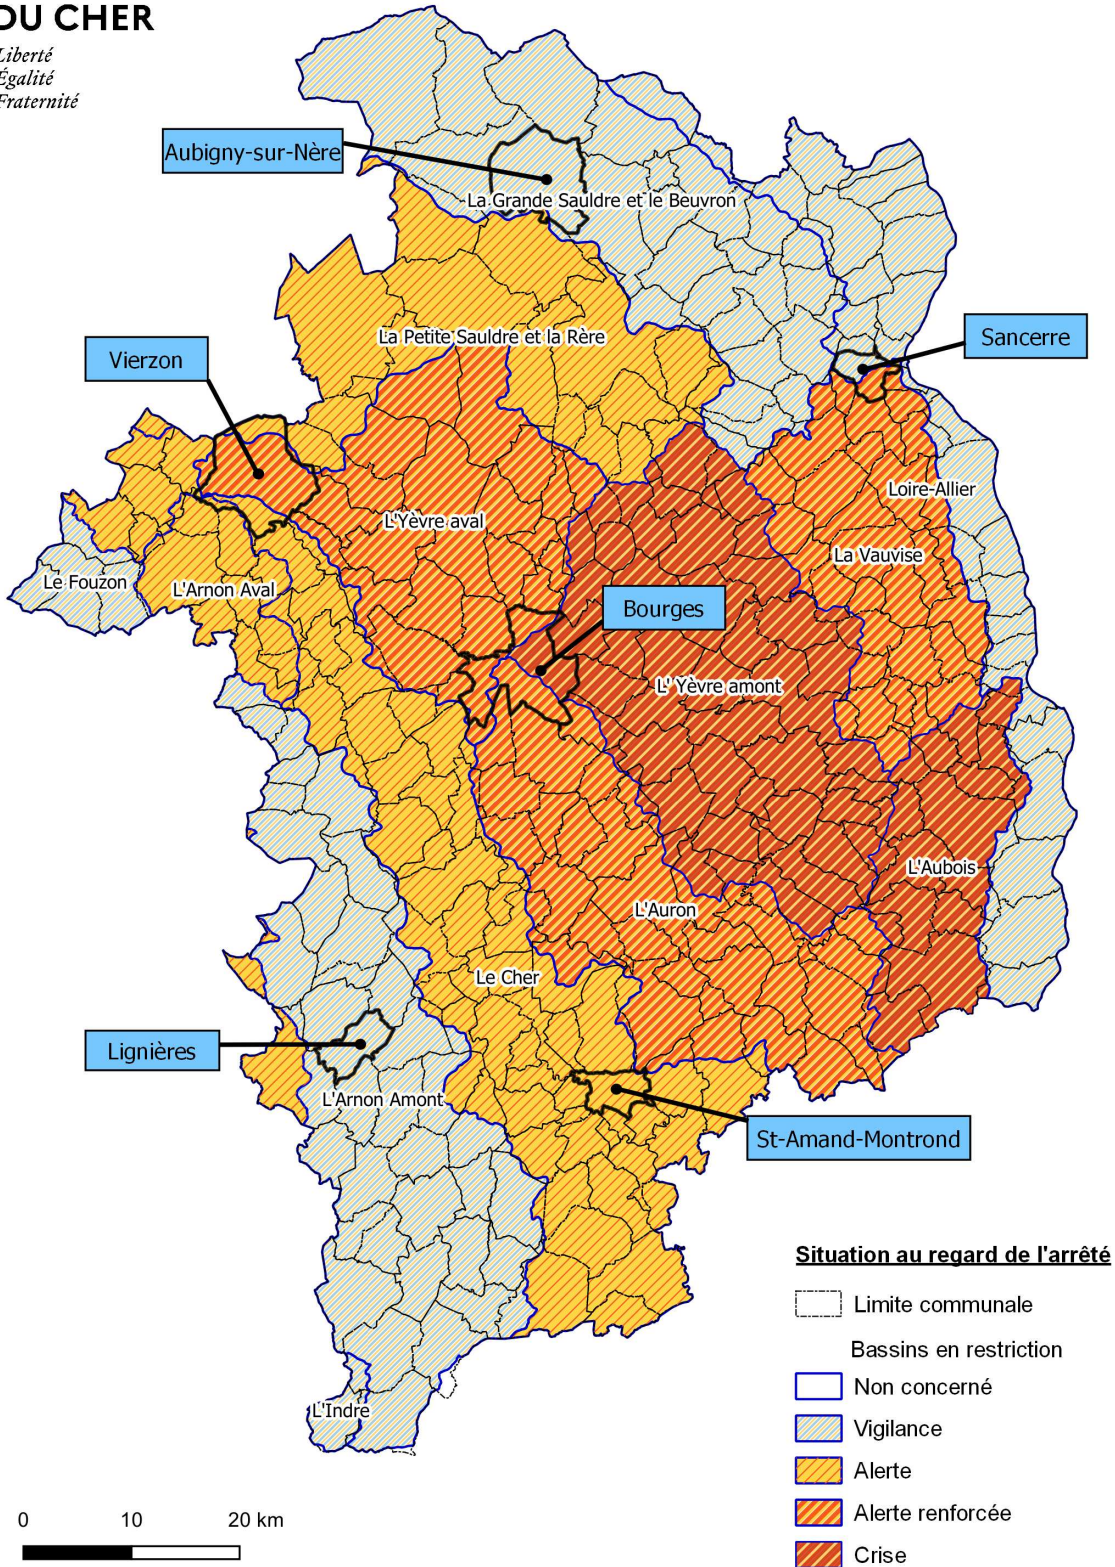 DU CHER
Liberté
Égalité
Fraternité
Aubigny-sur-Nère
La Grande Sauldre et le Beuvron
La Petite Sauldre et la Rère
Sancerre
Vierzon
Loire-Allier
L'Yèvre aval
La Vauvise
Le Fouzon
L'Arnon Aval
Bourges
L' Yèvre amont
L'Aubois
L'Auron
Le Cher
Lignières
L'Arnon Amont
St-Amand-Montrond
L'Indre
Situation au regard de l'arrêté
Limite communale
Bassins en restriction
Non concerné
Vigilance
Alerte
Alerte renforcée
Crise
0 10 20 km